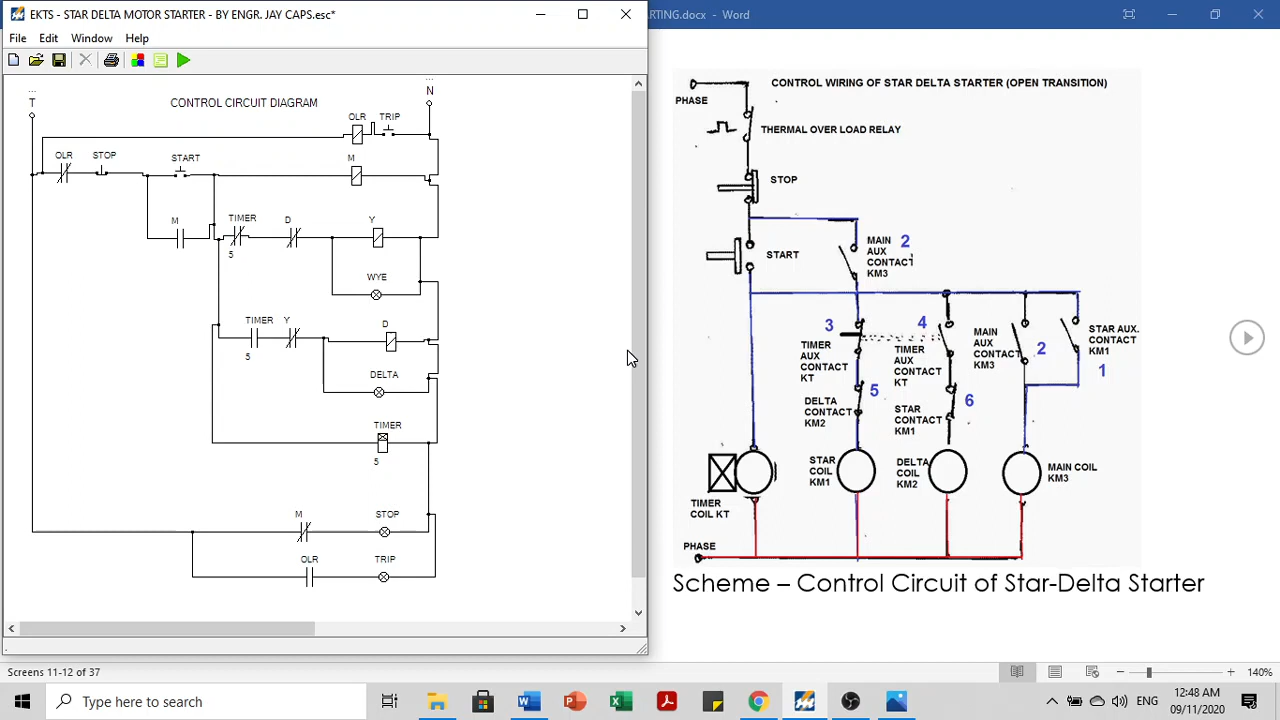 EKTS - STAR DELTA MOTOR STARTER - BY ENGR. JAY CAPS.esc*
File Edit Window Help
...
T
CONTROL CIRCUIT DIAGRAM
...
N
OLR TRIP
OLR STOP
START
M
M
TIMER
5
D
Y
WYE
TIMER
5
Y
D
DELTA
TIMER
5
M
STOP
OLR
TRIP
ARTING.docx - Word
CONTROL WIRING OF STAR DELTA STARTER (OPEN TRANSITION)
PHASE
THERMAL OVER LOAD RELAY
STOP
START
MAIN 2
AUX
CONTACT
KM3
3
TIMER
AUX
CONTACT
KT
4
TIMER
AUX
CONTACT
KT
MAIN
AUX
CONTACT
KM3
2
STAR AUX.
CONTACT
KM1
1
5
DELTA
CONTACT
KM2
6
STAR
CONTACT
KM1
TIMER
COIL KT
STAR
COIL
KM1
DELTA
COIL
KM2
MAIN COIL
KM3
PHASE
Scheme – Control Circuit of Star-Delta Starter
Screens 11-12 of 37
140%
Type here to search
ENG
12:48 AM
09/11/2020